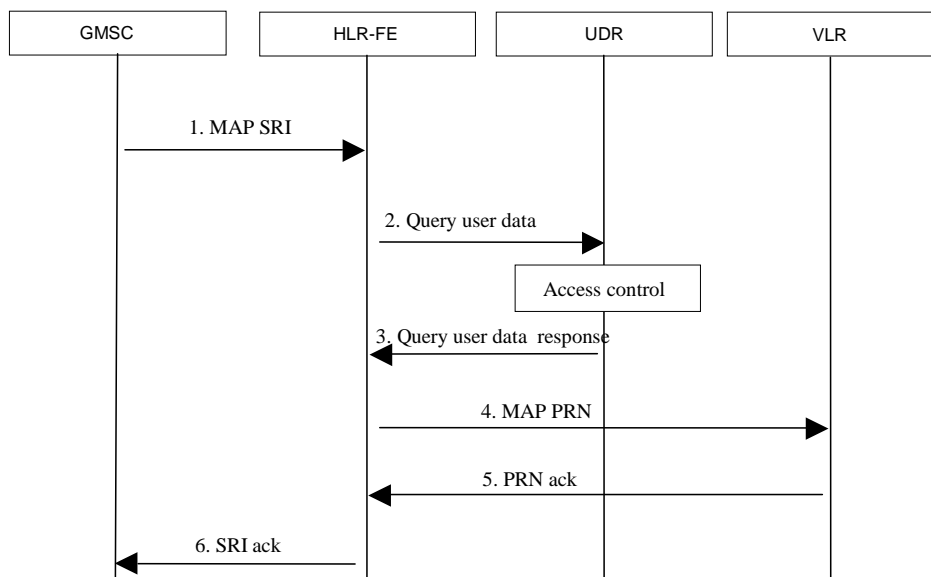 GMSC
HLR-FE
UDR
VLR
1. MAP SRI
2. Query user data
Access control
3. Query user data response
4. MAP PRN
5. PRN ack
6. SRI ack